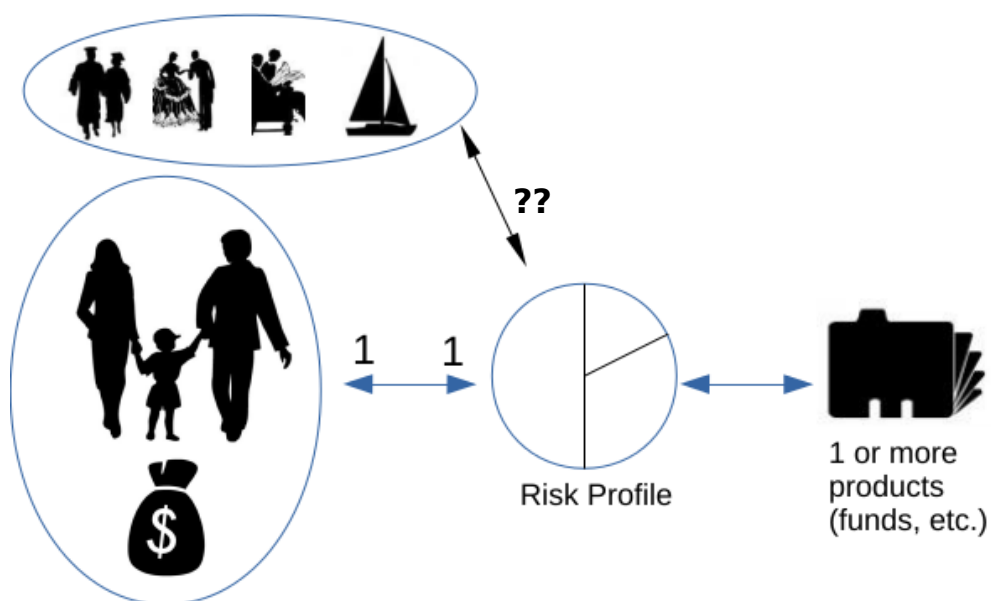 ??
1 1
$
Risk Profile
1 or more
products
(funds, etc.)